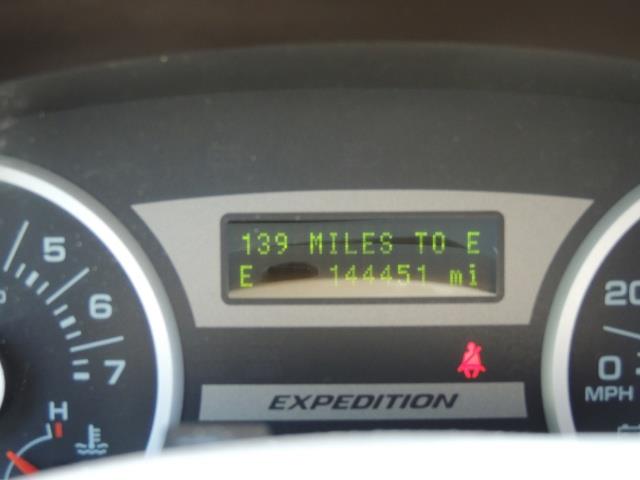 139 MILES TO E
E 144451 mi
5
6
7
H
20
0
MPH
EXPEDITION